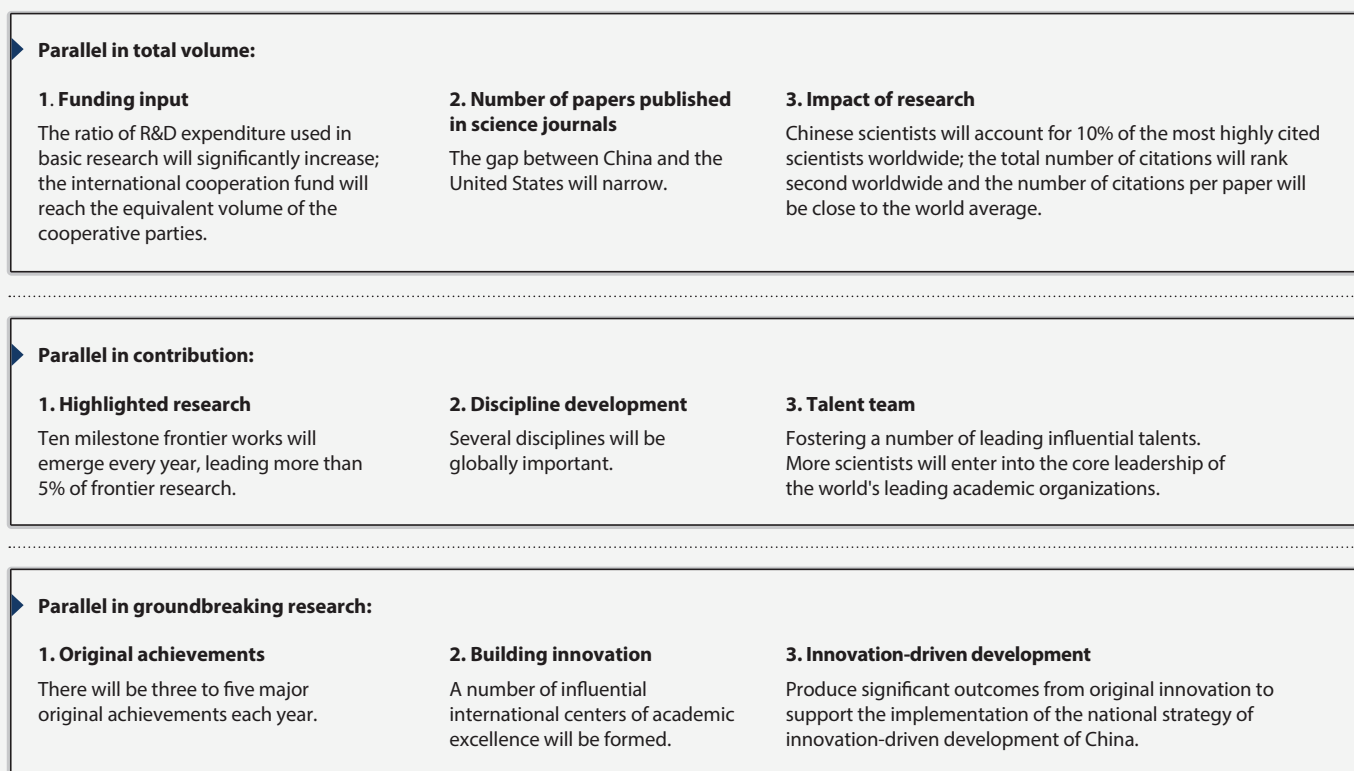 Parallel in total volume:
1. Funding input
The ratio of R&D expenditure used in
basic research will significantly increase;
the international cooperation fund will
reach the equivalent volume of the
cooperative parties.
2. Number of papers published
in science journals
The gap between China and the
United States will narrow.
3. Impact of research
Chinese scientists will account for 10% of the most highly cited
scientists worldwide; the total number of citations will rank
second worldwide and the number of citations per paper will
be close to the world average.
Parallel in contribution:
1. Highlighted research
Ten milestone frontier works will
emerge every year, leading more than
5% of frontier research.
2. Discipline development
Several disciplines will be
globally important.
3. Talent team
Fostering a number of leading influential talents.
More scientists will enter into the core leadership of
the world's leading academic organizations.
Parallel in groundbreaking research:
1. Original achievements
There will be three to five major
original achievements each year.
2. Building innovation
A number of influential
international centers of academic
excellence will be formed.
3. Innovation-driven development
Produce significant outcomes from original innovation to
support the implementation of the national strategy of
innovation-driven development of China.